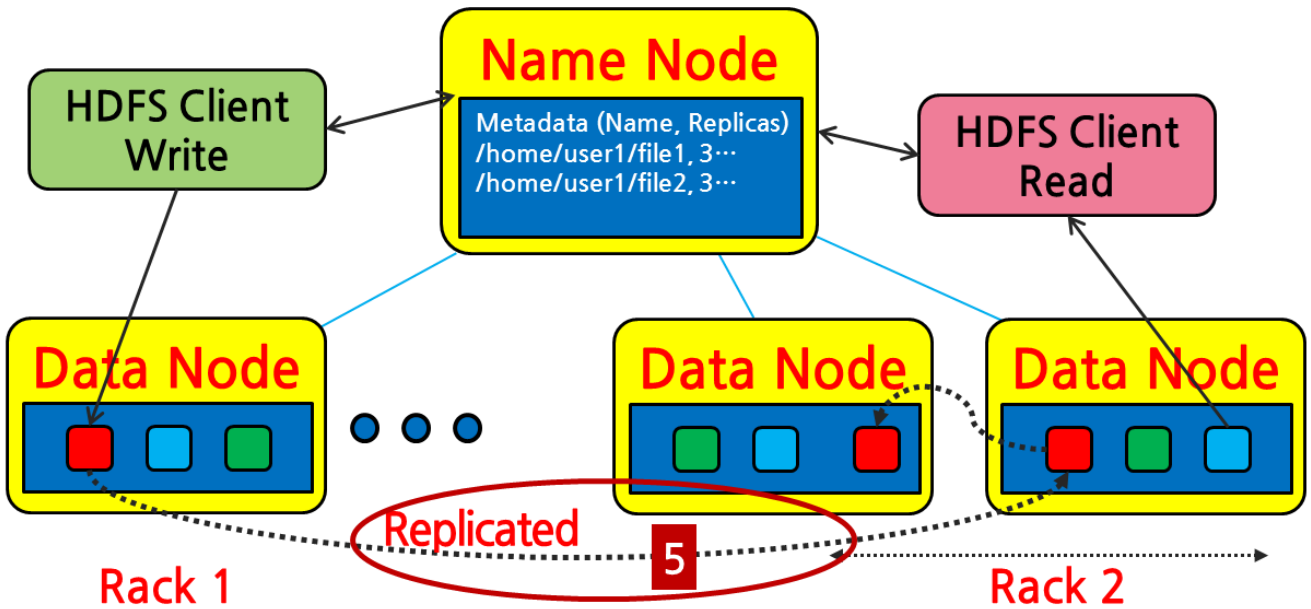 Name Node
HDFS Client
Write
Metadata (Name, Replicas)
/home/user1/file1, 3…
/home/user1/file2, 3…
HDFS Client
Read
Data Node
Data Node
Data Node
Replicated
5
Rack 1
Rack 2